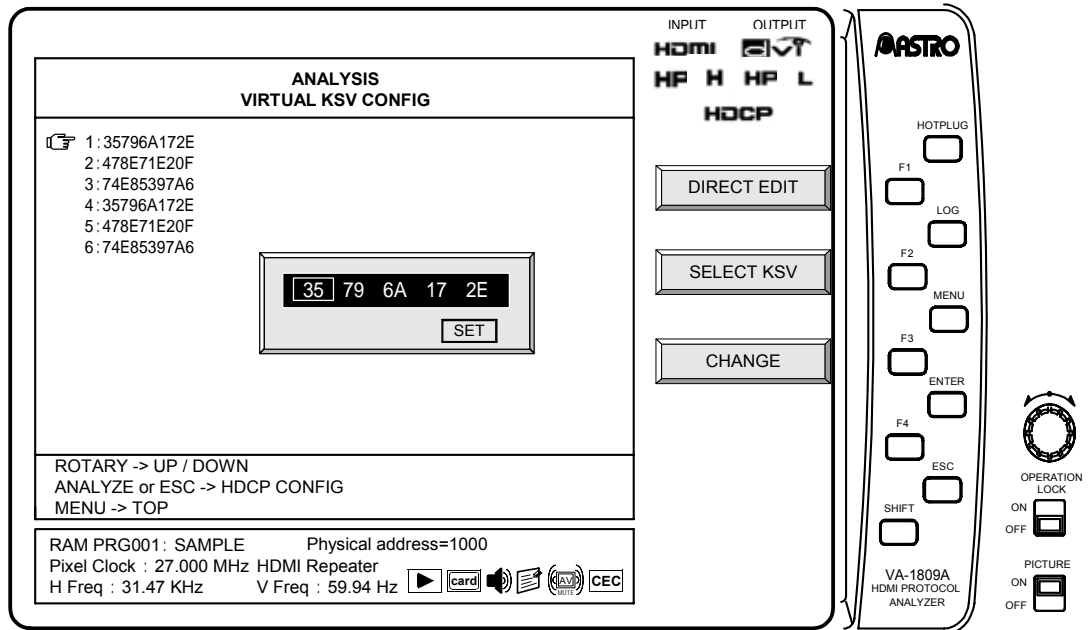 ANALYSIS
VIRTUAL KSV CONFIG
1:35796A172E
2:478E71E20F
3:74E85397A6
4:35796A172E
5:478E71E20F
6:74E85397A6
35 79 6A 17 2E
SET
ROTARY -> UP / DOWN
ANALYZE or ESC -> HDCP CONFIG
MENU -> TOP
RAM PRG001: SAMPLE Physical address=1000
Pixel Clock : 27.000 MHz HDMI Repeater
H Freq : 31.47 KHz V Freq : 59.94 Hz
card
AV
MUTE
CEC
INPUT OUTPUT
HDMI DVI
HP H HP L
HDCP
DIRECT EDIT
SELECT KSV
CHANGE
ASTRO
HOTPLUG
F1
LOG
F2
MENU
F3
ENTER
F4
ESC
SHIFT
VA-1809A
HDMI PROTOCOL
ANALYZER
OPERATION
LOCK
ON
OFF
PICTURE
ON
OFF